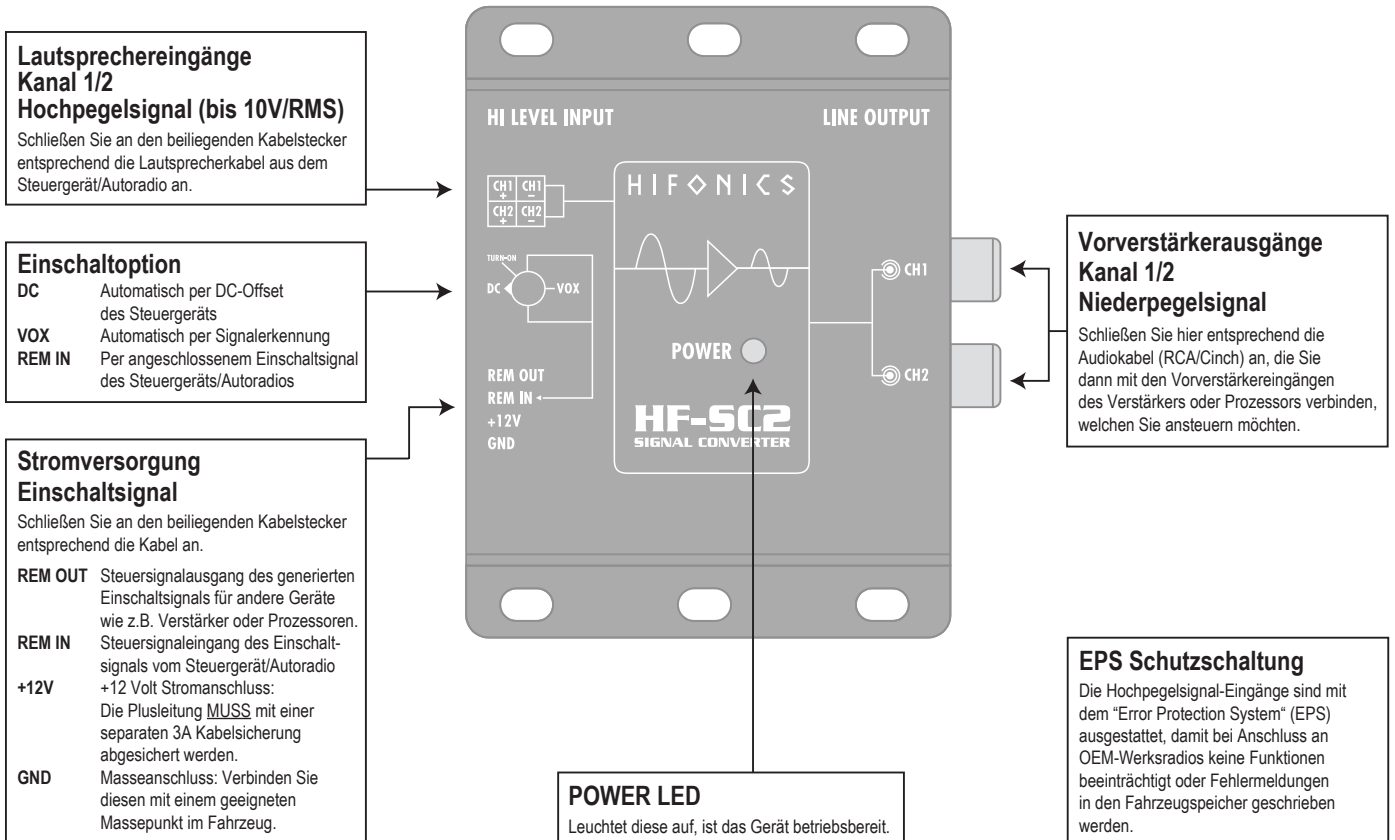 Lautsprechereingänge
Kanal 1/2
Hochpegelsignal (bis 10V/RMS)
Schließen Sie an den beiliegenden Kabelstecker
entsprechend die Lautsprecherkabel aus dem
Steuergerät/Autoradio an.
Einschaltoption
DC Automatisch per DC-Offset
des Steuergeräts
VOX Automatisch per Signalerkennung
REM IN Per angeschlossenem Einschaltsignal
des Steuergeräts/Autoradios
Stromversorgung
Einschaltsignal
Schließen Sie an den beiliegenden Kabelstecker
entsprechend die Kabel an.
REM OUT Steuersignalausgang des generierten
Einschaltsignals für andere Geräte
wie z.B. Verstärker oder Prozessoren.
REM IN Steuersignaleingang des Einschalt-
signals vom Steuergerät/Autoradio
+12V +12 Volt Stromanschluss:
Die Plusleitung MUSS mit einer
separaten 3A Kabelsicherung
abgesichert werden.
GND Masseanschluss: Verbinden Sie
diesen mit einem geeigneten
Massepunkt im Fahrzeug.
HI LEVEL INPUT LINE OUTPUT
CH1 CH1
+ –
CH2 CH2
+ –
HIFONICS
TURN-ON
DC VOX
CH1
POWER
CH2
REM OUT
REM IN
+12V
GND
HF-SC2
SIGNAL CONVERTER
POWER LED
Leuchtet diese auf, ist das Gerät betriebsbereit.
Vorverstärkerausgänge
Kanal 1/2
Niederpegelsignal
Schließen Sie hier entsprechend die
Audiokabel (RCA/Cinch) an, die Sie
dann mit den Vorverstärkereingängen
des Verstärkers oder Prozessors verbinden,
welchen Sie ansteuern möchten.
EPS Schutzschaltung
Die Hochpegelsignal-Eingänge sind mit
dem “Error Protection System“ (EPS)
ausgestattet, damit bei Anschluss an
OEM-Werksradios keine Funktionen
beeinträchtigt oder Fehlermeldungen
in den Fahrzeugspeicher geschrieben
werden.